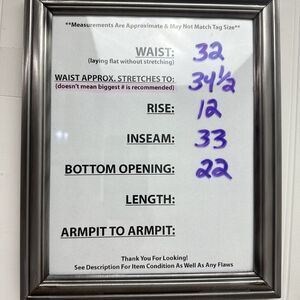 **Measurements Are Approximate & May Not Match Tag Size**
WAIST: 32
(laying flat without stretching)
WAIST APPROX. STRETCHES TO: 34 1/2
(doesn't mean biggest # is recommended)
RISE: 12
INSEAM: 33
BOTTOM OPENING: 22
LENGTH:
ARMPIT TO ARMPIT:
Thank You For Looking!
See Description For Item Condition As Well As Any Flaws